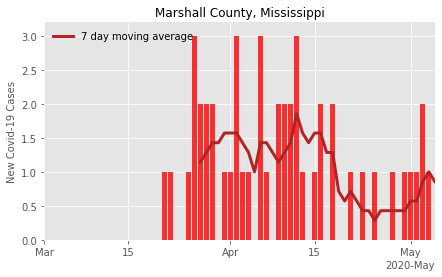 Marshall County, Mississippi
7 day moving average
New Covid-19 Cases
3.0
2.5
2.0
1.5
1.0
0.5
0.0
Mar
15
Apr
15
May
2020-May